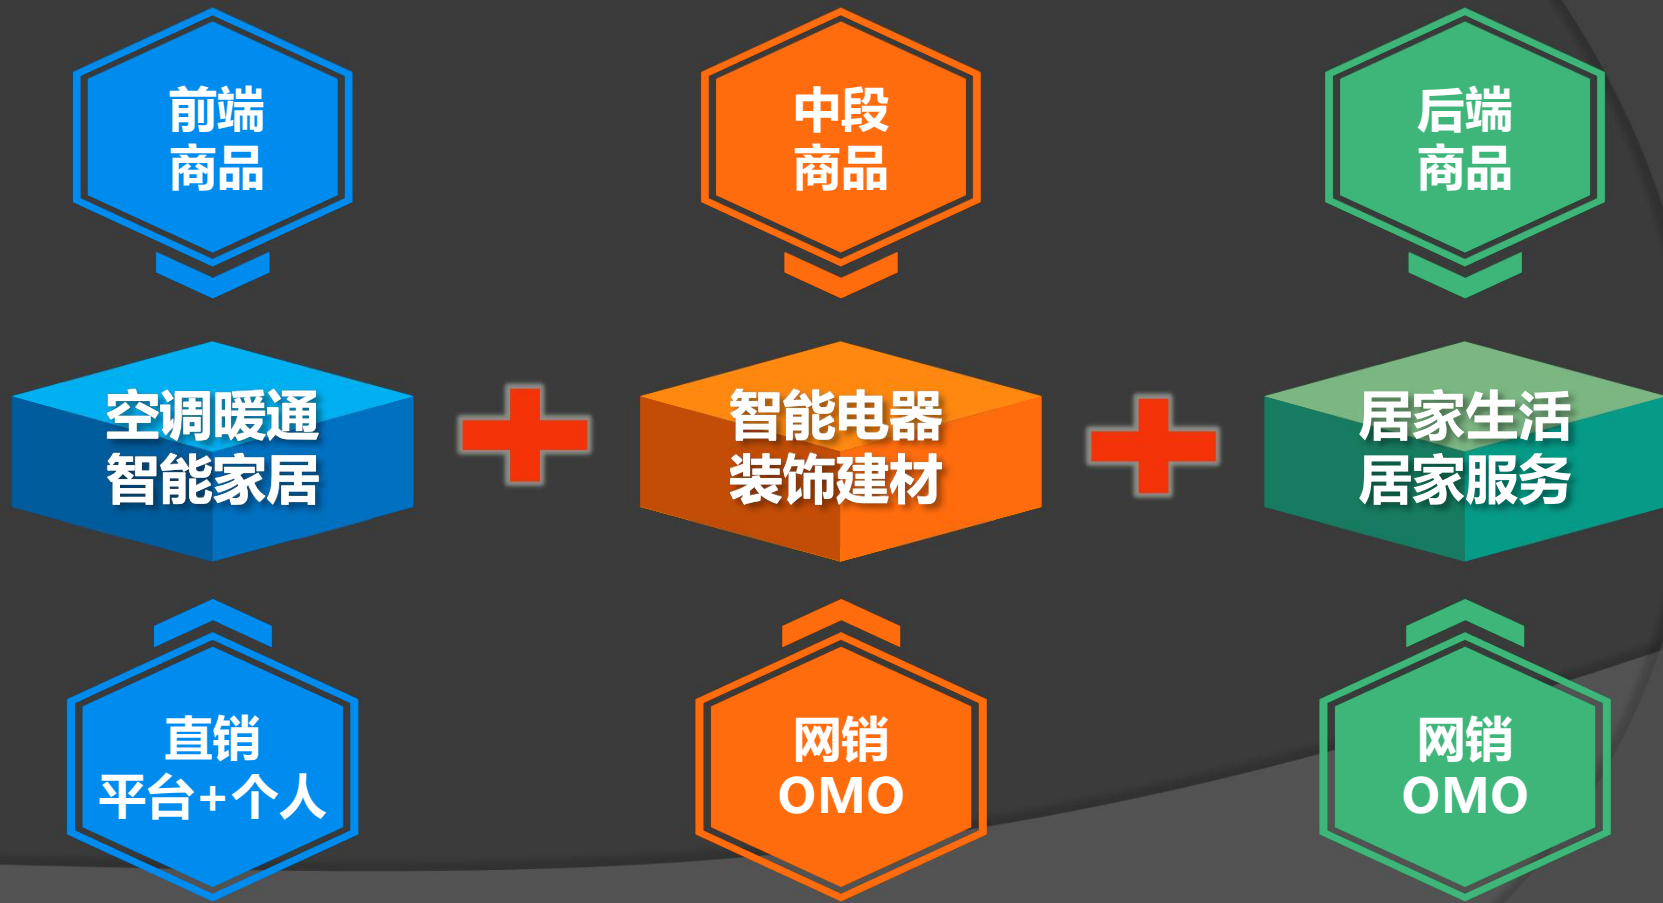 前端
商品
中段
商品
后端
商品
空调暖通
智能家居
智能电器
装饰建材
居家生活
居家服务
直销
平台+个人
网销
OMO
网销
OMO